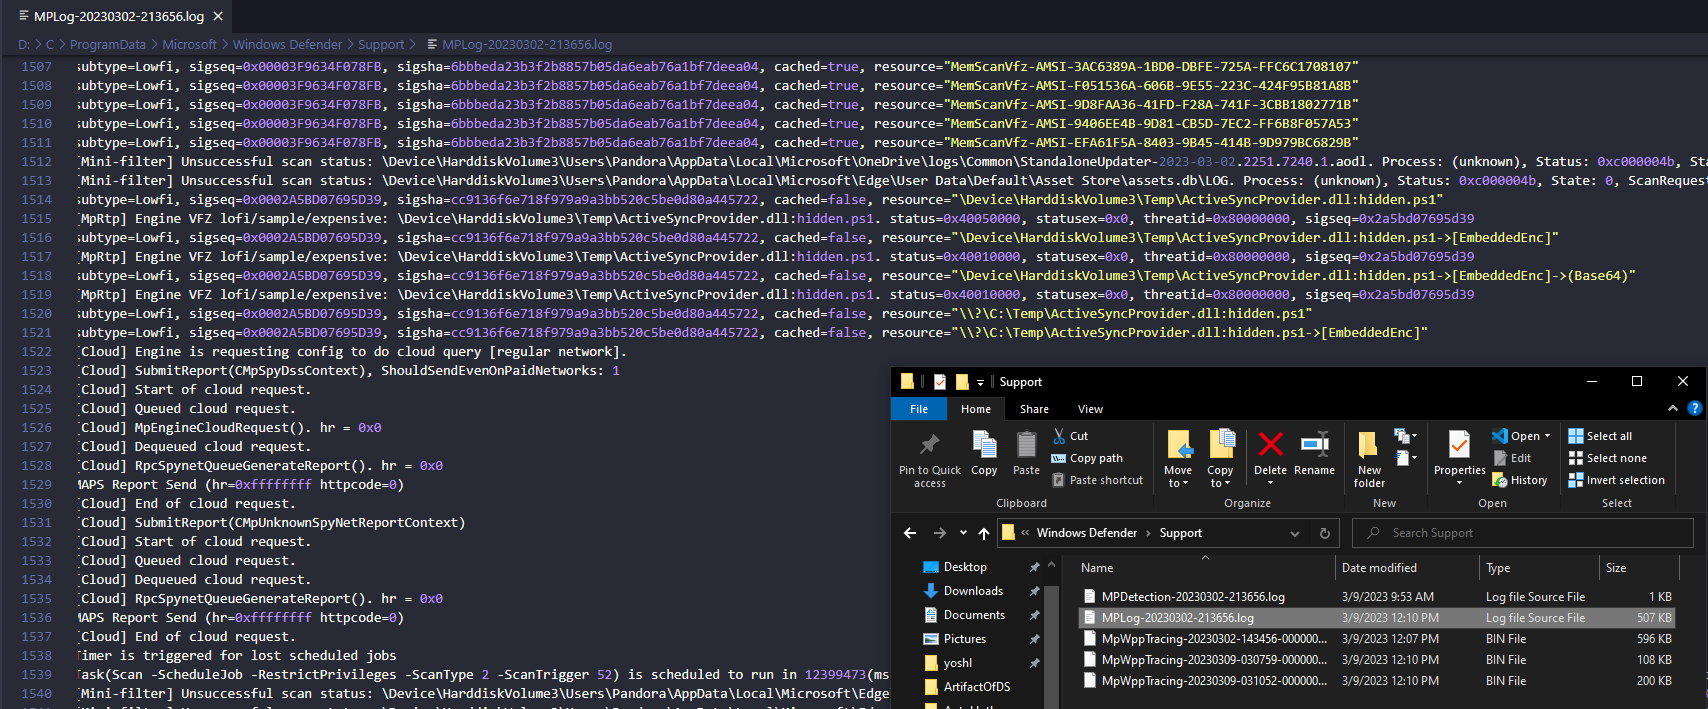 MPLog-20230302-213656.log
D: > C > ProgramData > Microsoft > Windows Defender > Support > MPLog-20230302-213656.log
1507 subtype=Lowfi, sigseq=0x00003F9634F078FB, sigsha=6bbbeda23b3f2b8857b05da6eab76a1bf7deea04, cached=true, resource="MemScanVfz-AMSI-3AC6389A-1BD0-DBFE-725A-FFC6C1708107"
1508 subtype=Lowfi, sigseq=0x00003F9634F078FB, sigsha=6bbbeda23b3f2b8857b05da6eab76a1bf7deea04, cached=true, resource="MemScanVfz-AMSI-F051536A-606B-9E55-223C-424F95B81A8B"
1509 subtype=Lowfi, sigseq=0x00003F9634F078FB, sigsha=6bbbeda23b3f2b8857b05da6eab76a1bf7deea04, cached=true, resource="MemScanVfz-AMSI-9D8FAA36-41FD-F28A-741F-3CBB1802771B"
1510 subtype=Lowfi, sigseq=0x00003F9634F078FB, sigsha=6bbbeda23b3f2b8857b05da6eab76a1bf7deea04, cached=true, resource="MemScanVfz-AMSI-9406EE4B-9D81-CB5D-7EC2-FF6B8F057A53"
1511 subtype=Lowfi, sigseq=0x00003F9634F078FB, sigsha=6bbbeda23b3f2b8857b05da6eab76a1bf7deea04, cached=true, resource="MemScanVfz-AMSI-EFA61F5A-8403-9B45-414B-9D979BC6829B"
1512 [Mini-filter] Unsuccessful scan status: \Device\HarddiskVolume3\Users\Pandora\AppData\Local\Microsoft\OneDrive\logs\Common\StandaloneUpdater-2023-03-02.2251.7240.1.aodl. Process: (unknown), Status: 0xc000004b, Sta
1513 [Mini-filter] Unsuccessful scan status: \Device\HarddiskVolume3\Users\Pandora\AppData\Local\Microsoft\Edge\User Data\Default\Asset Store\assets.db\LOG. Process: (unknown), Status: 0xc000004b, State: 0, ScanRequest
1514 subtype=Lowfi, sigseq=0x0002A5BD07695D39, sigsha=cc9136f6e718f979a9a3bb520c5be0d80a445722, cached=false, resource="\Device\HarddiskVolume3\Temp\ActiveSyncProvider.dll:hidden.ps1"
1515 [MpRtp] Engine VFZ lofi/sample/expensive: \Device\HarddiskVolume3\Temp\ActiveSyncProvider.dll:hidden.ps1. status=0x40050000, statusex=0x0, threatid=0x80000000, sigseq=0x2a5bd07695d39
1516 subtype=Lowfi, sigseq=0x0002A5BD07695D39, sigsha=cc9136f6e718f979a9a3bb520c5be0d80a445722, cached=false, resource="\Device\HarddiskVolume3\Temp\ActiveSyncProvider.dll:hidden.ps1->[EmbeddedEnc]"
1517 [MpRtp] Engine VFZ lofi/sample/expensive: \Device\HarddiskVolume3\Temp\ActiveSyncProvider.dll:hidden.ps1. status=0x40010000, statusex=0x0, threatid=0x80000000, sigseq=0x2a5bd07695d39
1518 subtype=Lowfi, sigseq=0x0002A5BD07695D39, sigsha=cc9136f6e718f979a9a3bb520c5be0d80a445722, cached=false, resource="\Device\HarddiskVolume3\Temp\ActiveSyncProvider.dll:hidden.ps1->[EmbeddedEnc]->(Base64)"
1519 [MpRtp] Engine VFZ lofi/sample/expensive: \Device\HarddiskVolume3\Temp\ActiveSyncProvider.dll:hidden.ps1. status=0x40010000, statusex=0x0, threatid=0x80000000, sigseq=0x2a5bd07695d39
1520 subtype=Lowfi, sigseq=0x0002A5BD07695D39, sigsha=cc9136f6e718f979a9a3bb520c5be0d80a445722, cached=false, resource="\\?\C:\Temp\ActiveSyncProvider.dll:hidden.ps1"
1521 subtype=Lowfi, sigseq=0x0002A5BD07695D39, sigsha=cc9136f6e718f979a9a3bb520c5be0d80a445722, cached=false, resource="\\?\C:\Temp\ActiveSyncProvider.dll:hidden.ps1->[EmbeddedEnc]"
1522 [Cloud] Engine is requesting config to do cloud query [regular network].
1523 [Cloud] SubmitReport(CMpSpyDssContext), ShouldSendEvenOnPaidNetworks: 1
1524 [Cloud] Start of cloud request.
1525 [Cloud] Queued cloud request.
1526 [Cloud] MpEngineCloudRequest(). hr = 0x0
1527 [Cloud] Dequeued cloud request.
1528 [Cloud] RpcSpynetQueueGenerateReport(). hr = 0x0
1529 MAPS Report Send (hr=0xffffffff httpcode=0)
1530 [Cloud] End of cloud request.
1531 [Cloud] SubmitReport(CMpUnknownSpyNetReportContext)
1532 [Cloud] Start of cloud request.
1533 [Cloud] Queued cloud request.
1534 [Cloud] Dequeued cloud request.
1535 [Cloud] RpcSpynetQueueGenerateReport(). hr = 0x0
1536 MAPS Report Send (hr=0xffffffff httpcode=0)
1537 [Cloud] End of cloud request.
1538 Timer is triggered for lost scheduled jobs
1539 Task(Scan -ScheduleJob -RestrictPrivileges -ScanType 2 -ScanTrigger 52) is scheduled to run in 12399473(ms
1540 [Mini-filter] Unsuccessful scan status: \Device\HarddiskVolume3\Users\Pandora\AppData\Local\Microsoft\Edge
Support
File Home Share View
Pin to Quick access
Copy
Paste
Cut
Copy path
Paste shortcut
Clipboard
Move to
Copy to
Delete
Rename
Organize
New folder
New
Properties
Open
Edit
History
Open
Select all
Select none
Invert selection
Select
« Windows Defender > Support
Search Support
Desktop
Downloads
Documents
Pictures
yoshl
ArtifactOfDS
Name Date modified Type Size
MPDetection-20230302-213656.log 3/9/2023 9:53 AM Log file Source File 1 KB
MPLog-20230302-213656.log 3/9/2023 12:10 PM Log file Source File 507 KB
MpWppTracing-20230302-143456-000000... 3/9/2023 12:07 PM BIN File 596 KB
MpWppTracing-20230309-030759-000000... 3/9/2023 12:10 PM BIN File 108 KB
MpWppTracing-20230309-031052-000000... 3/9/2023 12:10 PM BIN File 200 KB